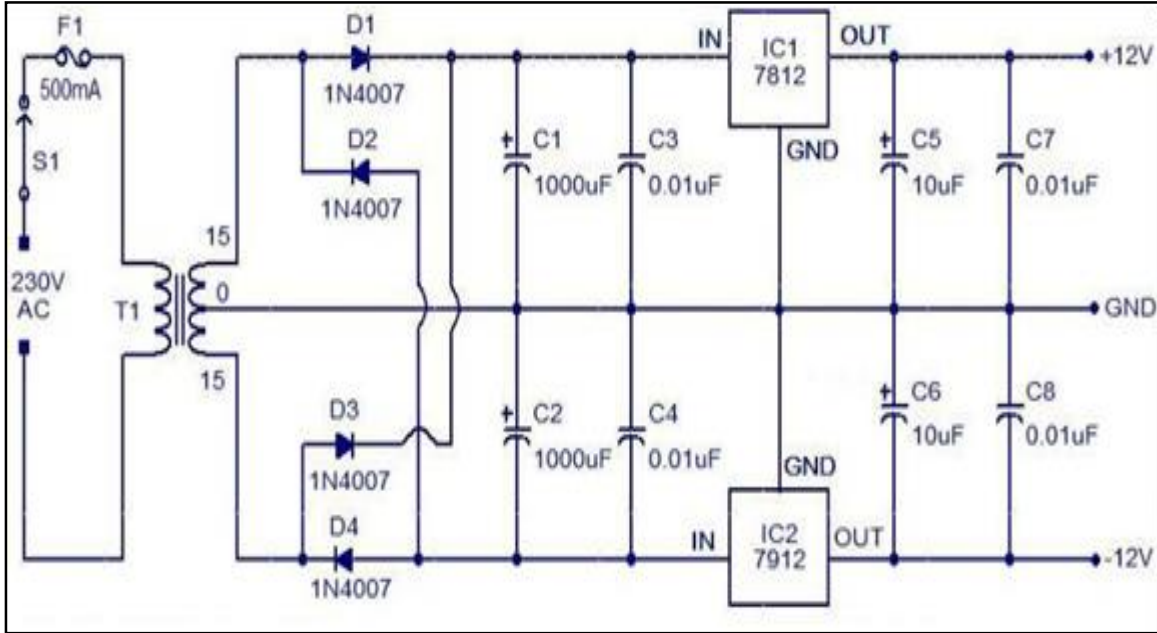 F1
500mA
S1
230V
AC
T1
15
0
15
D1
1N4007
D2
1N4007
D3
1N4007
D4
1N4007
+
C1
1000uF
C3
0.01uF
+
C2
1000uF
C4
0.01uF
IN
IC1
7812
OUT
GND
GND
IN
IC2
7912
OUT
+
C5
10uF
C7
0.01uF
+
C6
10uF
C8
0.01uF
+12V
GND
-12V